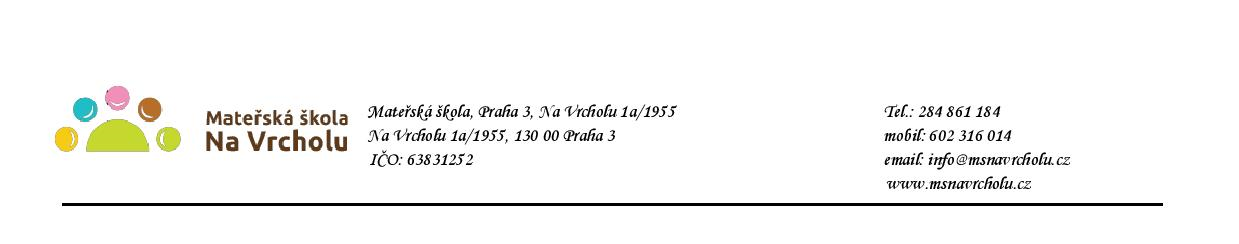 Mateřská škola
Na Vrcholu
Mateřská škola, Praha 3, Na Vrcholu 1a/1955
Na Vrcholu 1a/1955, 130 00 Praha 3
IČO: 63831252
Tel.: 284 861 184
mobil: 602 316 014
email: info@msnavrcholu.cz
www.msnavrcholu.cz